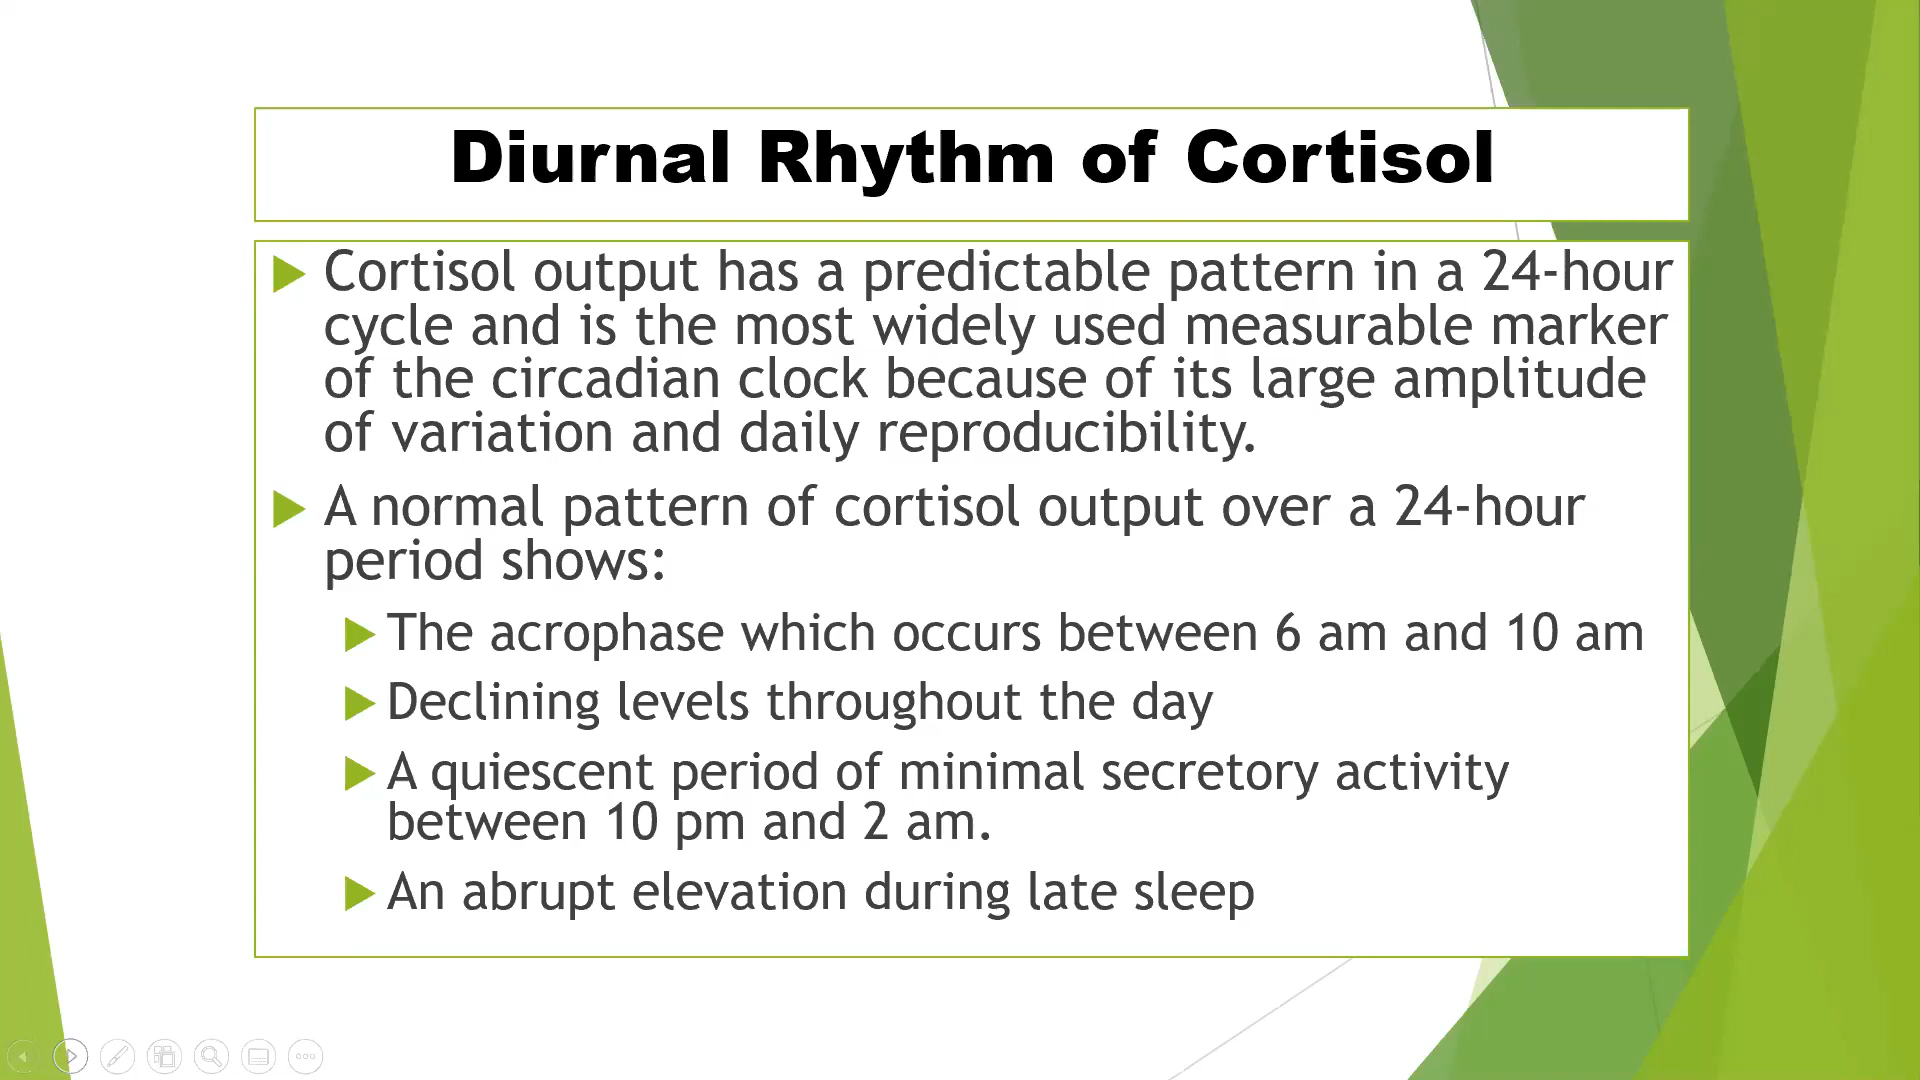 Diurnal Rhythm of Cortisol
Cortisol output has a predictable pattern in a 24-hour
cycle and is the most widely used measurable marker
of the circadian clock because of its large amplitude
of variation and daily reproducibility.
A normal pattern of cortisol output over a 24-hour
period shows:
The acrophase which occurs between 6 am and 10 am
Declining levels throughout the day
A quiescent period of minimal secretory activity
between 10 pm and 2 am.
An abrupt elevation during late sleep